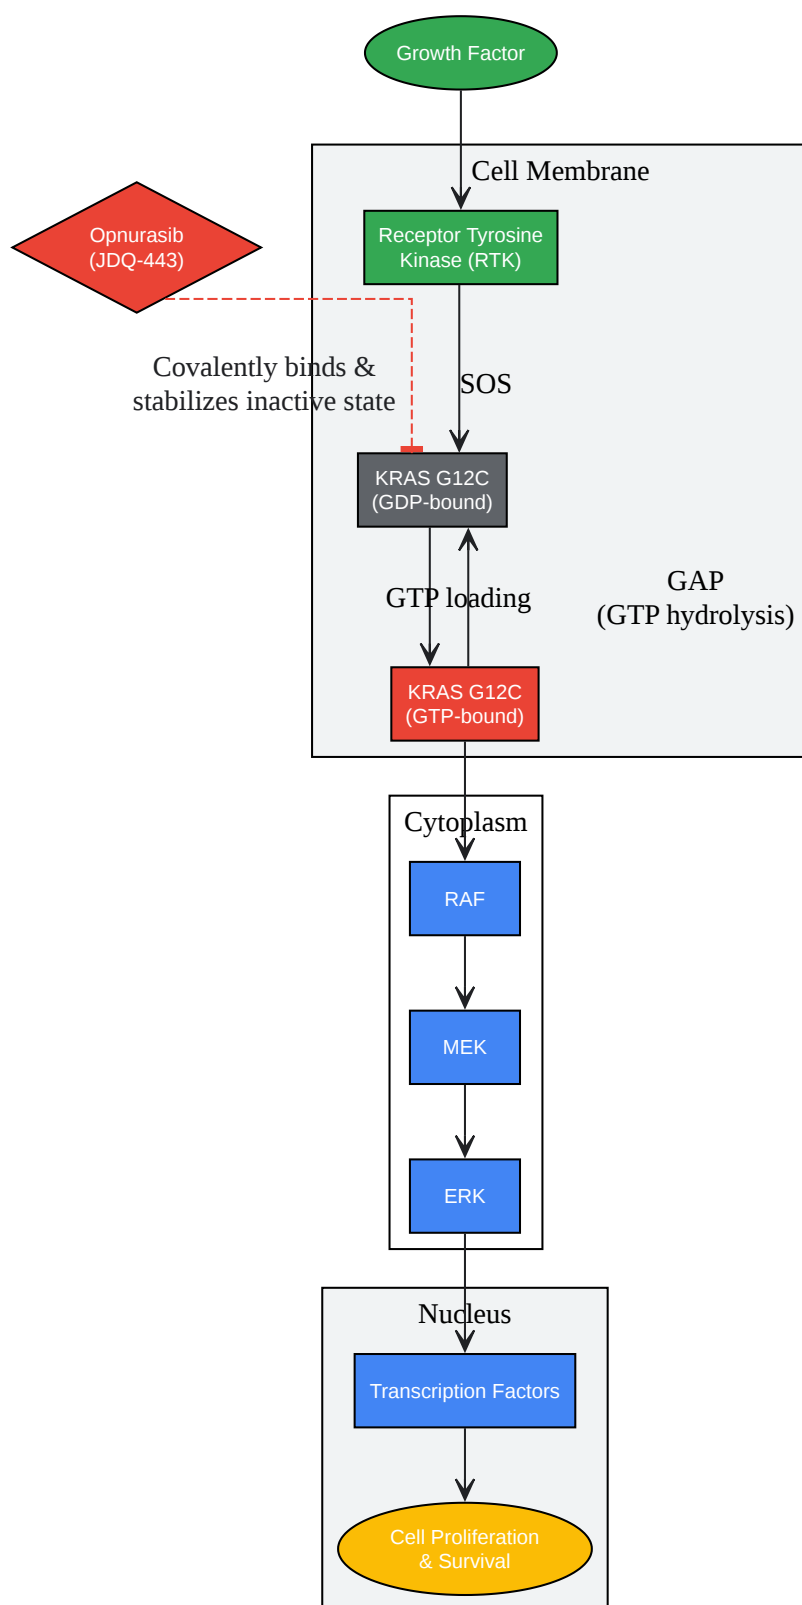 Growth Factor
Cell Membrane
Opnurasib
(JDQ-443)
Receptor Tyrosine
Kinase (RTK)
Covalently binds &
stabilizes inactive state
SOS
KRAS G12C
(GDP-bound)
GTP loading
GAP
(GTP hydrolysis)
KRAS G12C
(GTP-bound)
Cytoplasm
RAF
MEK
ERK
Nucleus
Transcription Factors
Cell Proliferation
& Survival